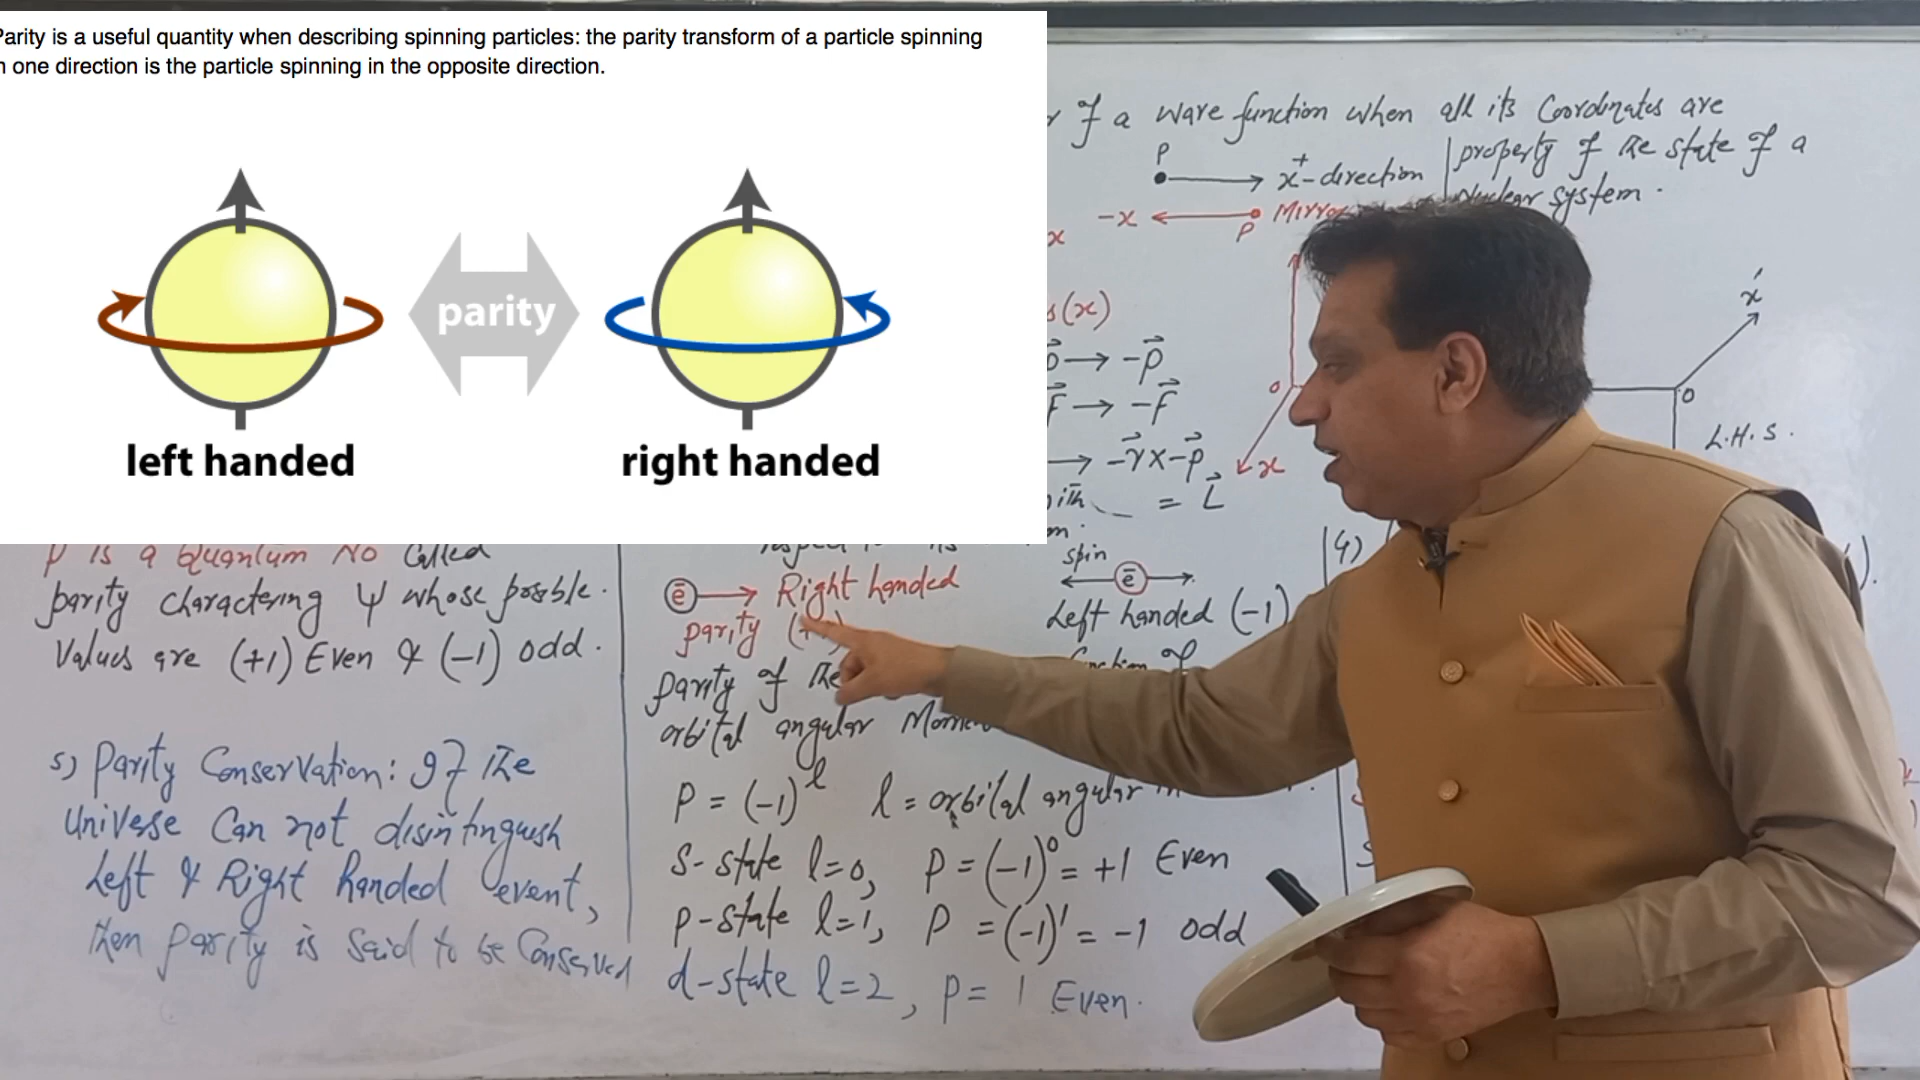 Parity is a useful quantity when describing spinning particles: the parity transform of a particle spinning
one direction is the particle spinning in the opposite direction.
parity
left handed
right handed
of a wave function when all its Coordinates are
P
x+-direction
property of the state of a
Nuclear system.
-x
P
x
(x)
→ -p
F → -F
→ -r x -p
= L
o
x
x'
o
L.H.S.
P is a Quantum No Called
parity charactering Ψ whose possble.
Values are (+1) Even & (-1) odd.
5) Parity Conservation: If The
Universe Can not disintinguesh
Left & Right handed event,
then parity is said to be Conserved
e → Right handed
parity
spin
e
Left handed (-1)
parity of The
orbital angular
P = (-1)^l l = orbital angular
S-state l=0, P = (-1)^0 = +1 Even
p-state l=1, P = (-1)^1 = -1 odd
d-state l=2, P = 1 Even.
4)